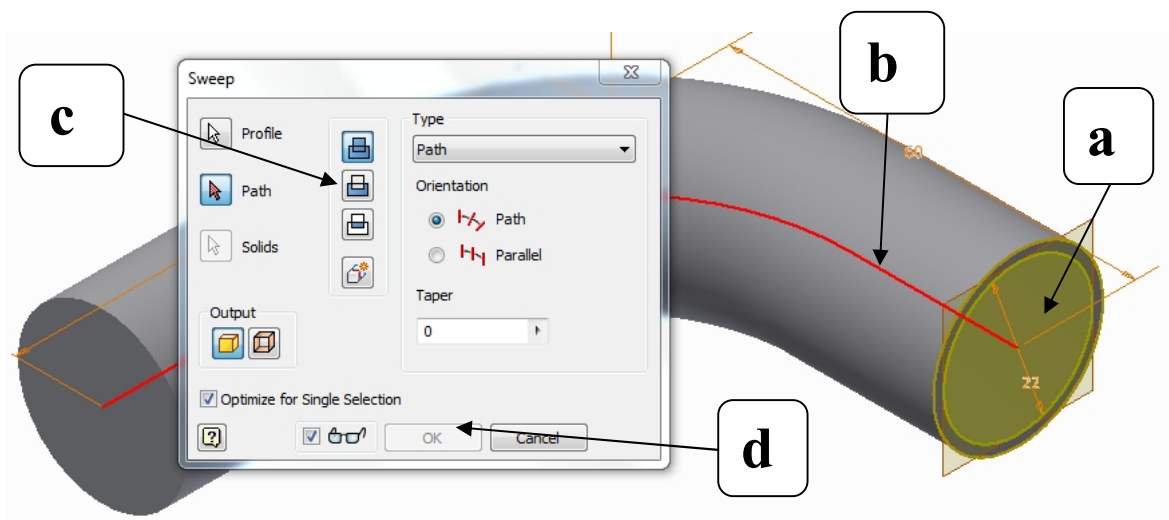 Sweep
Profile
Path
Solids
Output
Optimize for Single Selection
Type
Path
Orientation
Path
Parallel
Taper
0
OK
Cancel
a
b
c
d
60
22